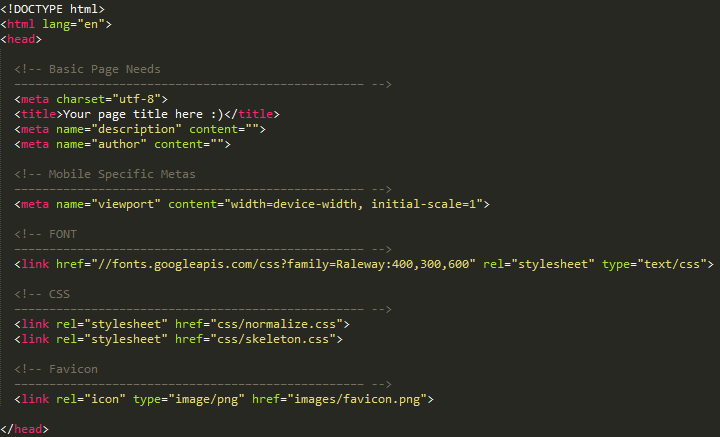 <!DOCTYPE html>
<html lang="en">
<head>
<!-- Basic Page Needs
–––––––––––––––––––––––––––––––––––––––––––––––––– -->
<meta charset="utf-8">
<title>Your page title here :)</title>
<meta name="description" content="">
<meta name="author" content="">
<!-- Mobile Specific Metas
–––––––––––––––––––––––––––––––––––––––––––––––––– -->
<meta name="viewport" content="width=device-width, initial-scale=1">
<!-- FONT
–––––––––––––––––––––––––––––––––––––––––––––––––– -->
<link href="//fonts.googleapis.com/css?family=Raleway:400,300,600" rel="stylesheet" type="text/css">
<!-- CSS
–––––––––––––––––––––––––––––––––––––––––––––––––– -->
<link rel="stylesheet" href="css/normalize.css">
<link rel="stylesheet" href="css/skeleton.css">
<!-- Favicon
–––––––––––––––––––––––––––––––––––––––––––––––––– -->
<link rel="icon" type="image/png" href="images/favicon.png">
</head>